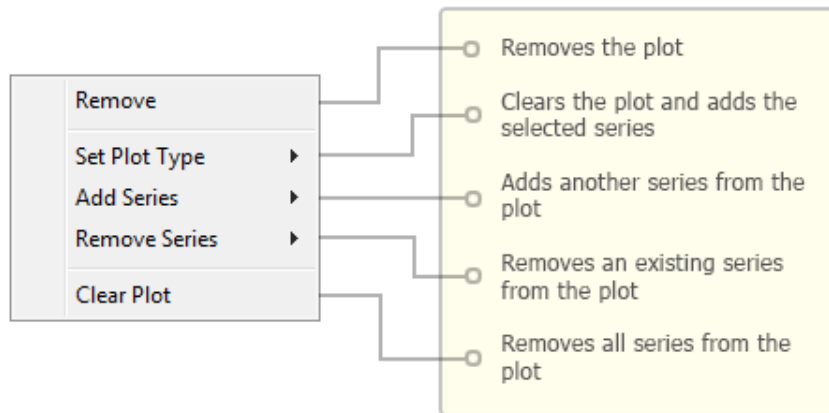 Remove
Set Plot Type
Add Series
Remove Series
Clear Plot
Removes the plot
Clears the plot and adds the
selected series
Adds another series from the
plot
Removes an existing series
from the plot
Removes all series from the
plot